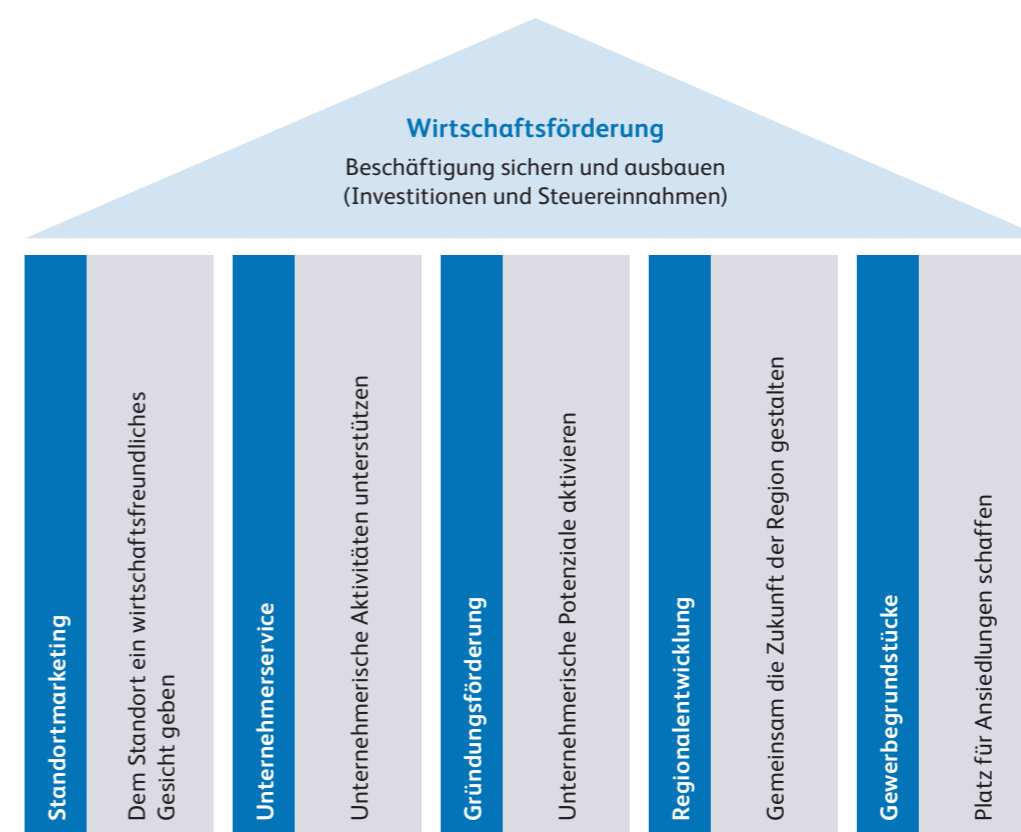 Wirtschaftsförderung
Beschäftigung sichern und ausbauen
(Investitionen und Steuereinnahmen)
Standortmarketing
Dem Standort ein wirtschaftsfreundliches
Gesicht geben
Unternehmerservice
Unternehmerische Aktivitäten unterstützen
Gründungsförderung
Unternehmerische Potenziale aktivieren
Regionalentwicklung
Gemeinsam die Zukunft der Region gestalten
Gewerbegrundstücke
Platz für Ansiedlungen schaffen